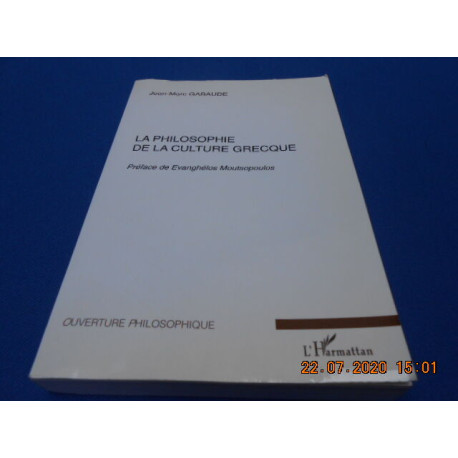 Jean-Marc GABAUDE
LA PHILOSOPHIE
DE LA CULTURE GRECQUE
Préface de Evanghélos Moutsopoulos
OUVERTURE PHILOSOPHIQUE
L'Harmattan
22.07.2020 15:01